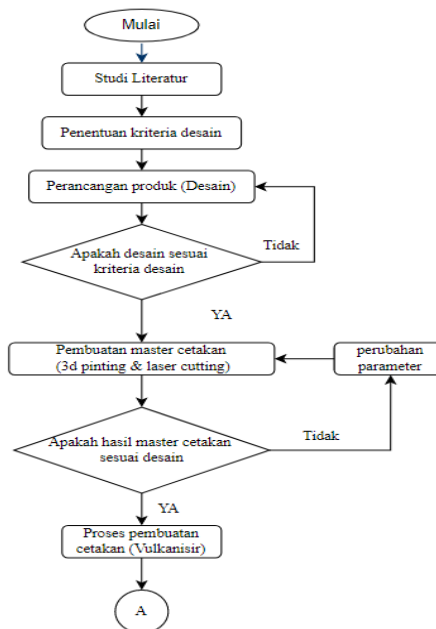 Mulai
Studi Literatur
Penentuan kriteria desain
Perancangan produk (Desain)
Apakah desain sesuai
kriteria desain
Tidak
YA
Pembuatan master cetakan
(3d pinting & laser cutting)
perubahan
parameter
Apakah hasil master cetakan
sesuai desain
Tidak
YA
Proses pembuatan
cetakan (Vulkanisir)
A